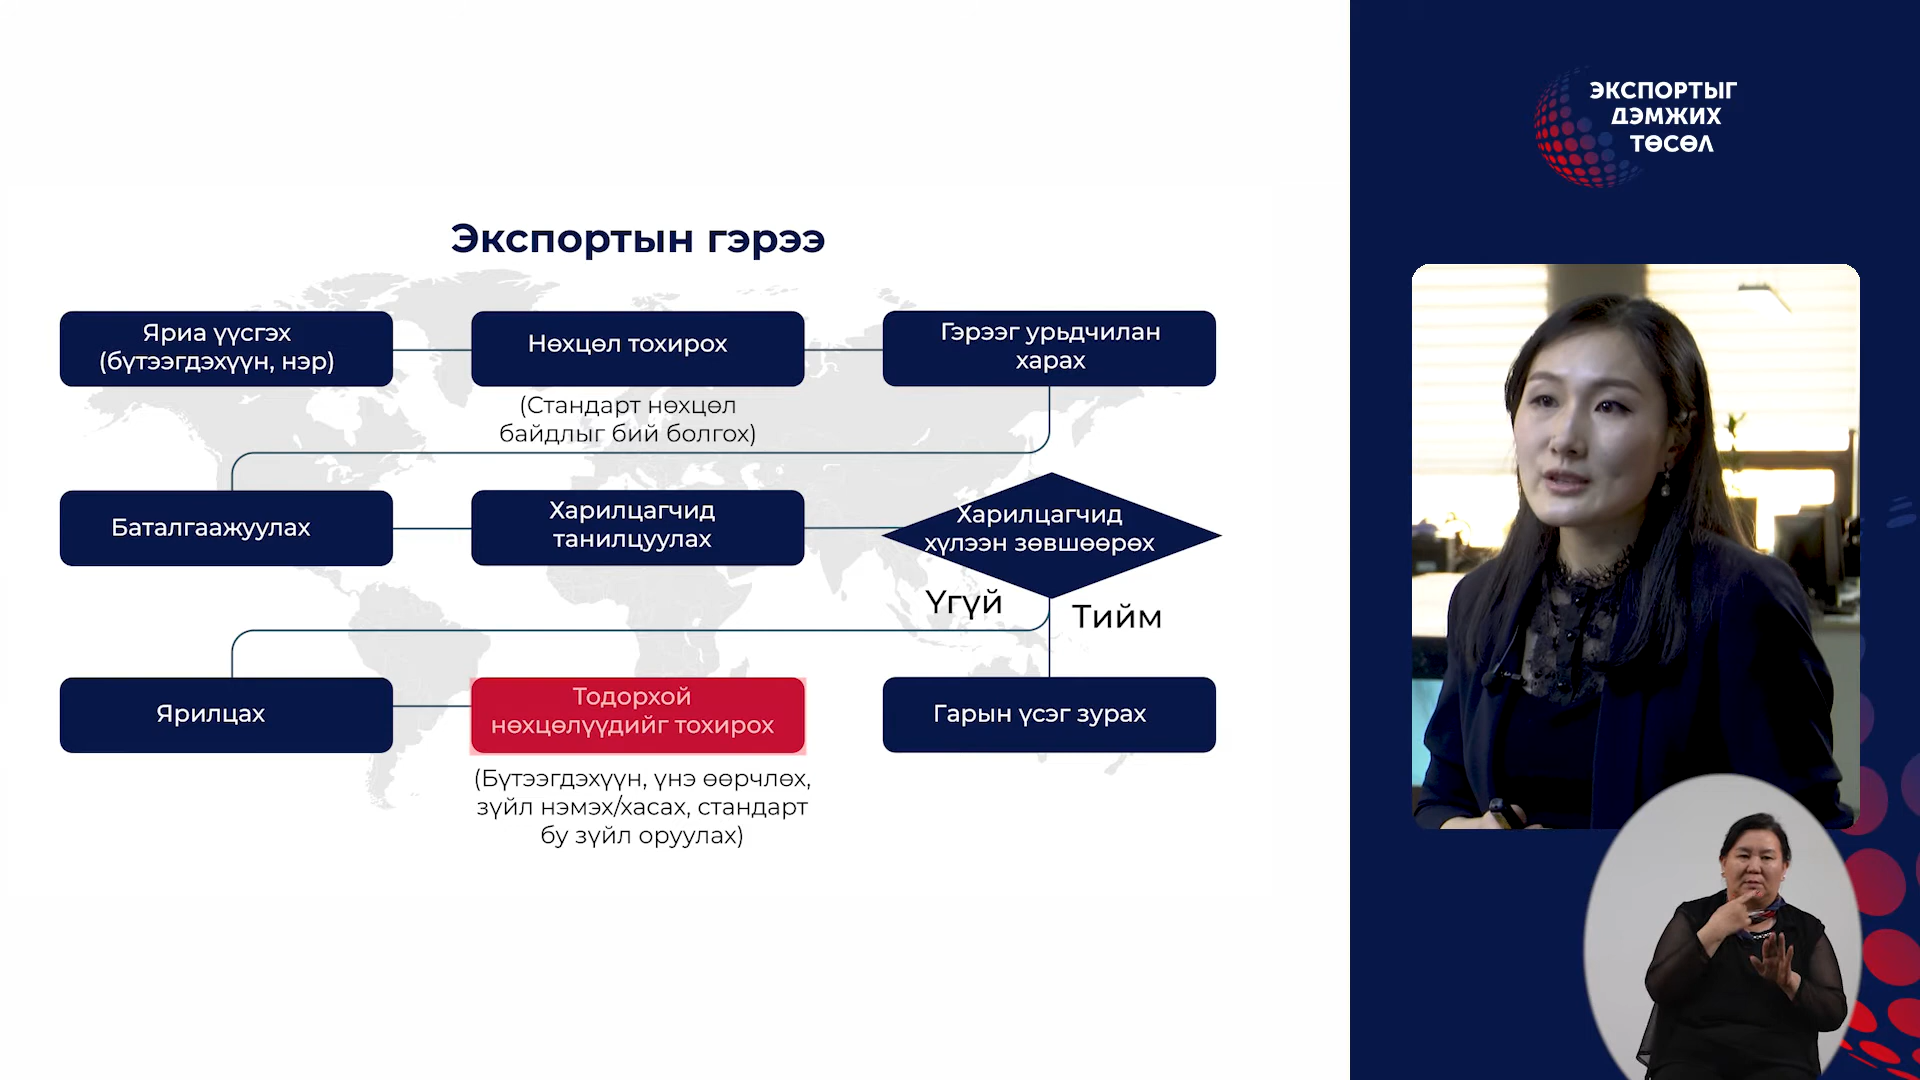 ЭКСПОРТЫГ
ДЭМЖИХ
ТӨСӨЛ
Экспортын гэрээ
Яриа үүсгэх
(бүтээгдэхүүн, нэр)
Нөхцөл тохирох
(Стандарт нөхцөл
байдлыг бий болгох)
Гэрээг урьдчилан
харах
Баталгаажуулах
Харилцагчид
танилцуулах
Харилцагчид
хүлээн зөвшөөрөх
Үгүй
Тийм
Ярилцах
Тодорхой
нөхцөлүүдийг тохирох
(Бүтээгдэхүүн, үнэ өөрчлөх,
зүйл нэмэх/хасах, стандарт
бу зүйл оруулах)
Гарын үсэг зурах